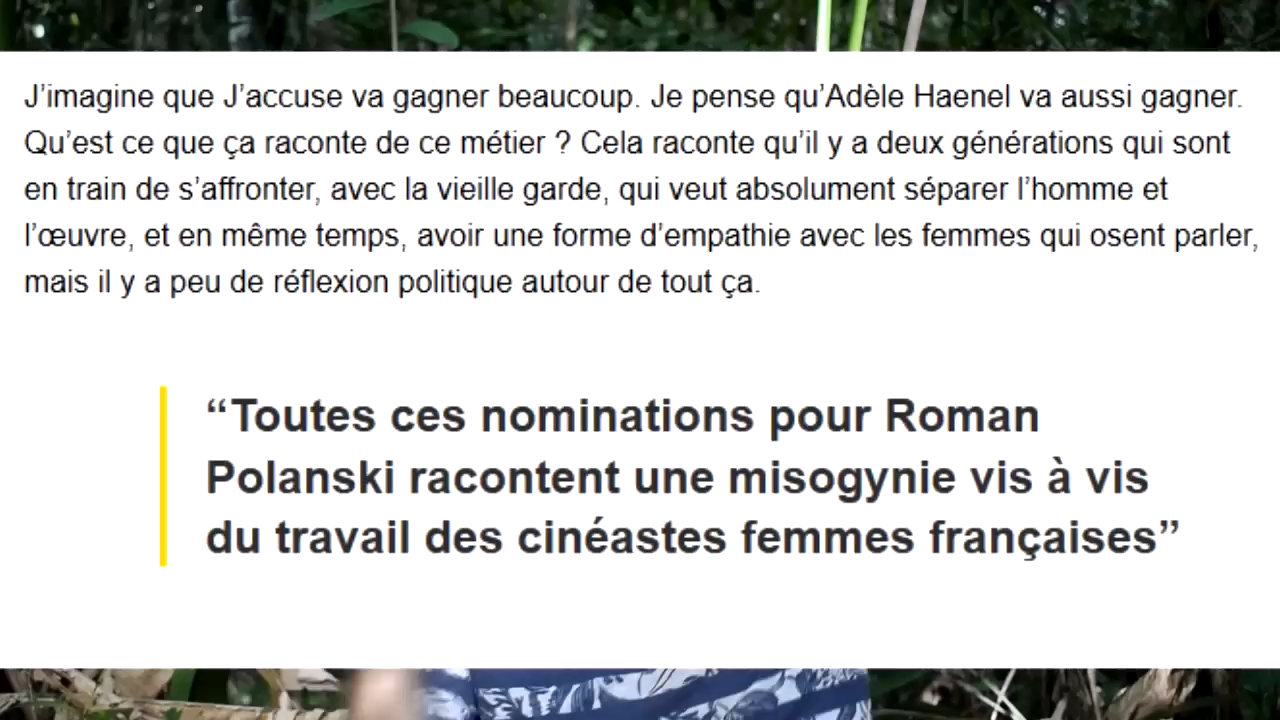 J’imagine que J’accuse va gagner beaucoup. Je pense qu’Adèle Haenel va aussi gagner.
Qu’est ce que ça raconte de ce métier ? Cela raconte qu’il y a deux générations qui sont
en train de s’affronter, avec la vieille garde, qui veut absolument séparer l’homme et
l’œuvre, et en même temps, avoir une forme d’empathie avec les femmes qui osent parler,
mais il y a peu de réflexion politique autour de tout ça.
“Toutes ces nominations pour Roman
Polanski racontent une misogynie vis à vis
du travail des cinéastes femmes françaises”